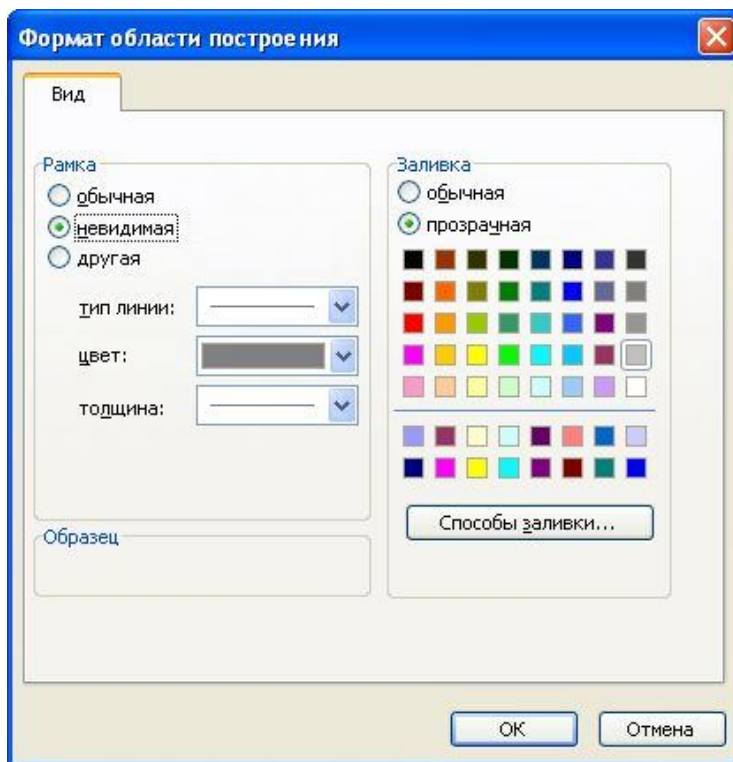 Формат области построения
Вид
Рамка
обычная
невидимая
другая
тип линии:
цвет:
толщина:
Образец
Заливка
обычная
прозрачная
Способы заливки...
ОК
Отмена